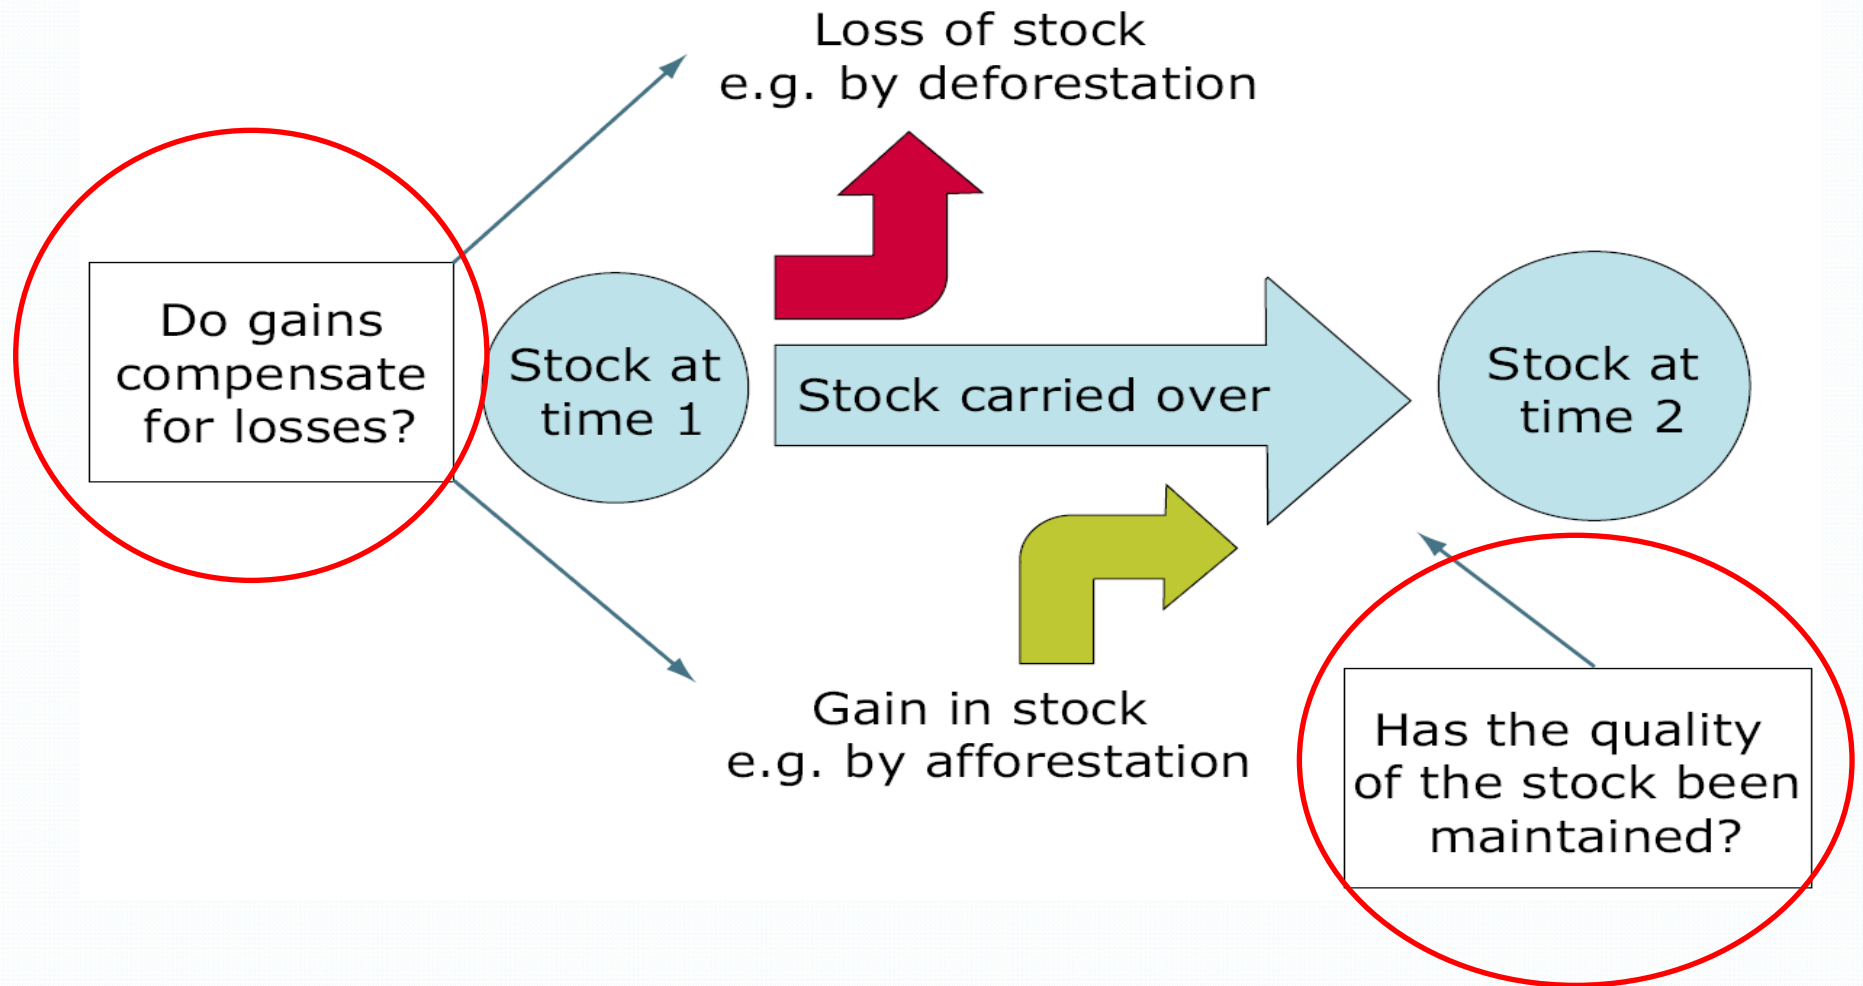 Loss of stock
e.g. by deforestation
Do gains
compensate
for losses?
Stock at
time 1
Stock carried over
Stock at
time 2
Gain in stock
e.g. by afforestation
Has the quality
of the stock been
maintained?